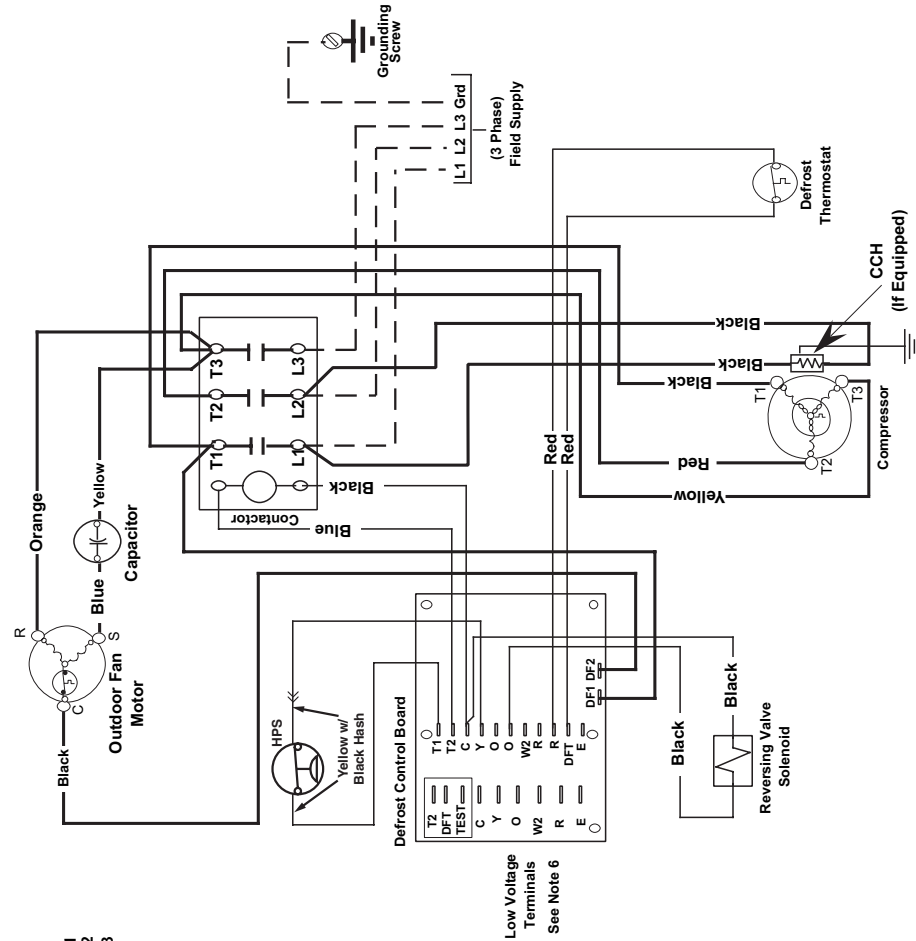 Grounding
Screw
L1 L2 L3 Grd
(3 Phase)
Field Supply
Defrost
Thermostat
CCH
(If Equipped)
Orange
Yellow
Capacitor
Blue
R
S
C
Outdoor Fan
Motor
Black
T3
T2
T1
L3
L2
L1
Contactor
Black
Blue
HPS
Yellow w/
Black Hash
Red
Red
Black
Black
Black
Red
Yellow
T1
T2
T3
Compressor
Defrost Control Board
T1
T2
C
Y
O
O
W2
R
R
DFT
E
T2
DFT
TEST
C
Y
O
W2
R
E
DF1 DF2
Low Voltage
Terminals
See Note 6
Black
Black
Reversing Valve
Solenoid